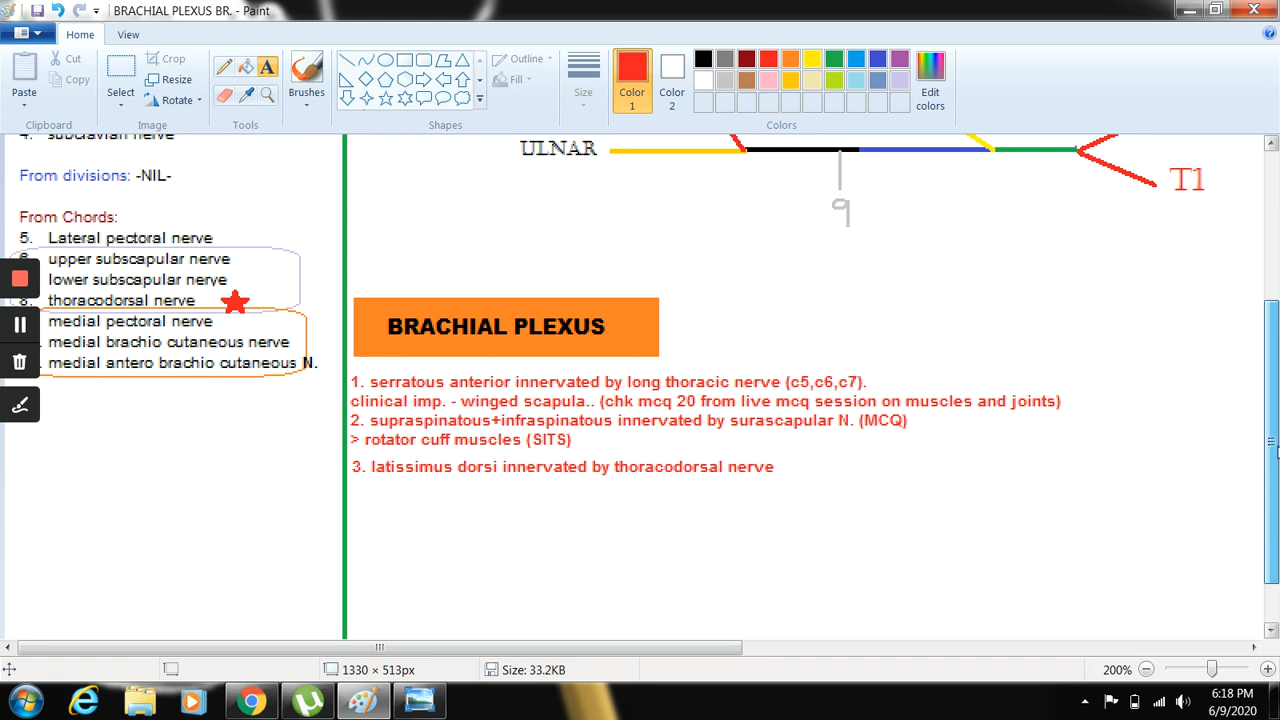 BRACHIAL PLEXUS BR. - Paint
Home
View
Paste
Cut
Copy
Clipboard
Select
Crop
Resize
Rotate
Image
A
Tools
Brushes
Outline
Fill
Shapes
Size
Color
1
Color
2
Edit
colors
Colors
4. subclavian nerve
From divisions: -NIL-
From Chords:
5. Lateral pectoral nerve
upper subscapular nerve
lower subscapular nerve
8. thoracodorsal nerve
medial pectoral nerve
medial brachio cutaneous nerve
medial antero brachio cutaneous N.
ULNAR
T1
9
BRACHIAL PLEXUS
1. serratous anterior innervated by long thoracic nerve (c5,c6,c7).
clinical imp. - winged scapula.. (chk mcq 20 from live mcq session on muscles and joints)
2. supraspinatous+infraspinatous innervated by surascapular N. (MCQ)
> rotator cuff muscles (SITS)
3. latissimus dorsi innervated by thoracodorsal nerve
1330 × 513px
Size: 33.2KB
200%
6:18 PM
6/9/2020